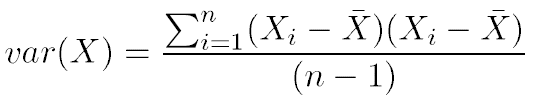 var(X) = \frac{\sum_{i=1}^{n}(X_i - \bar{X})(X_i - \bar{X})}{(n-1)}